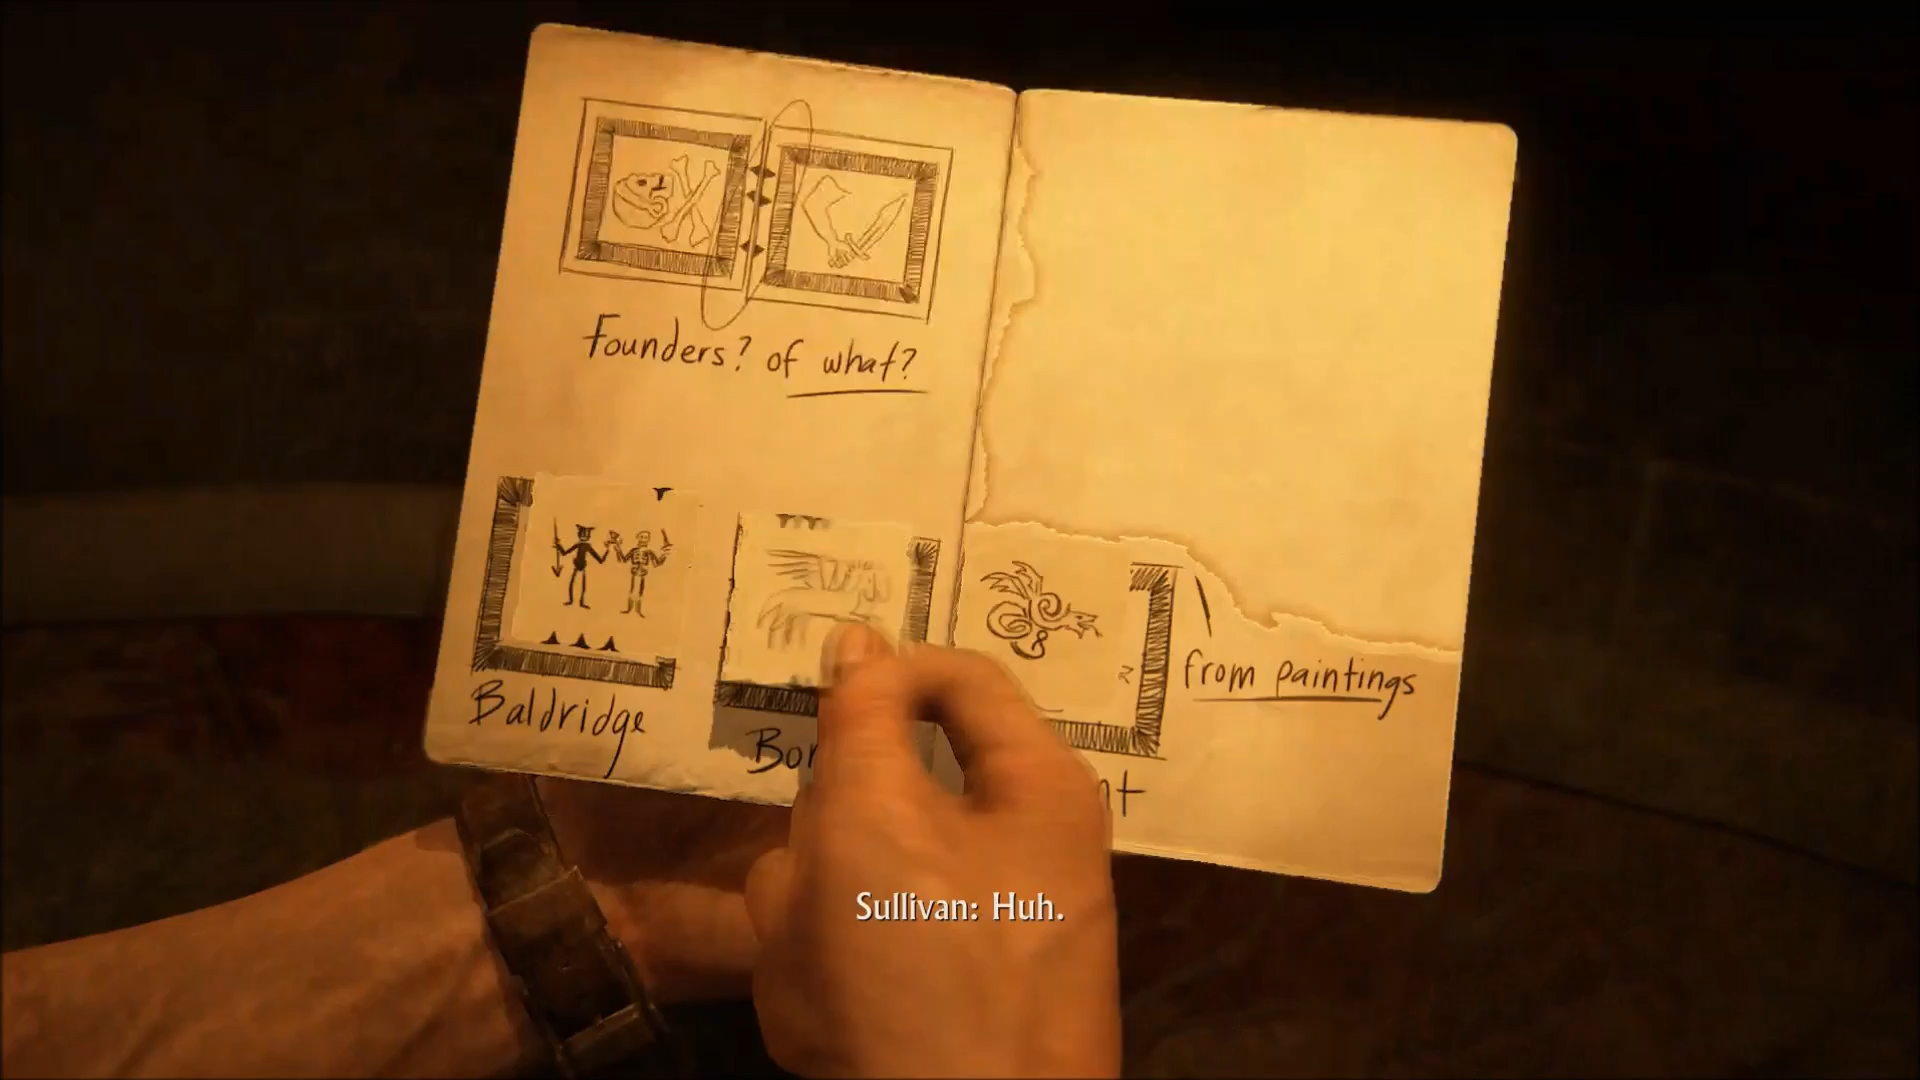 Founders? of what?
Baldridge
from paintings
Sullivan: Huh.